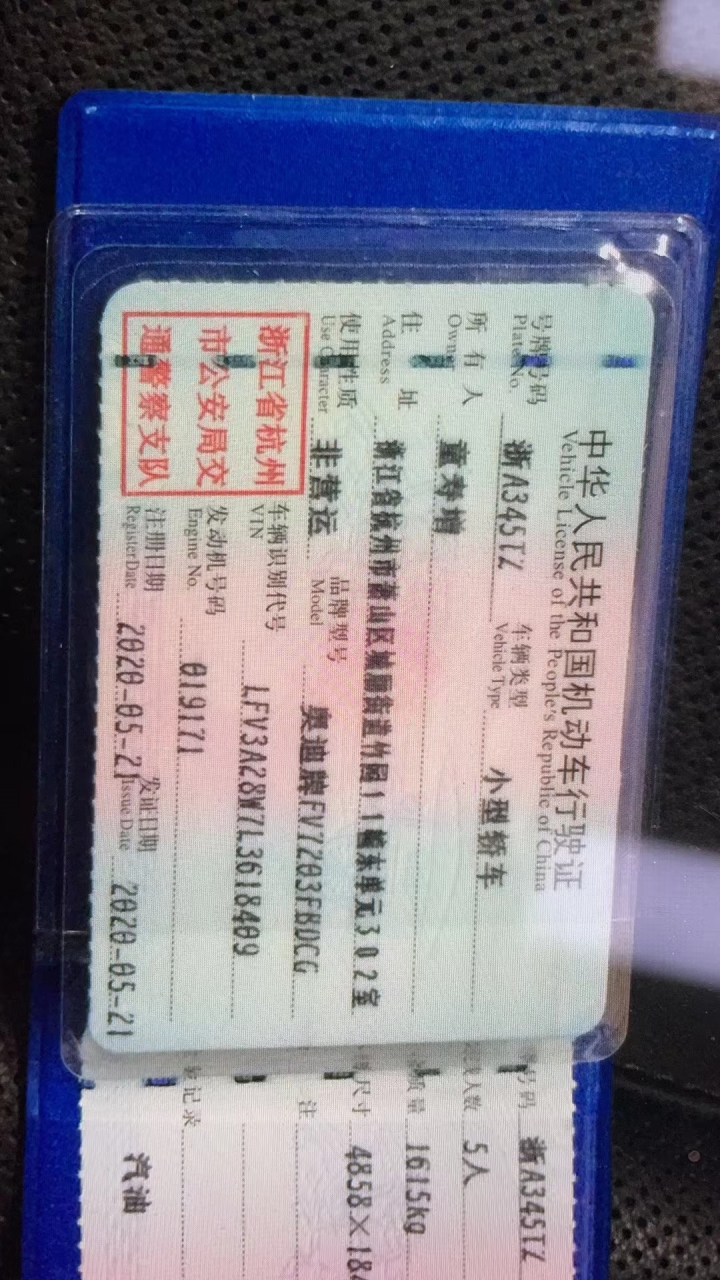 中华人民共和国机动车行驶证
Vehicle License of the People's Republic of China
号牌号码 浙A345TZ 车辆类型 小型轿车
Plate No. Vehicle Type
所有人 童寿增
Owner
住址 浙江省杭州市萧山区城厢街道竹园11幢东单元302室
Address
使用性质 非营运 品牌型号 奥迪牌FV7203FBDCG
Use Character Model
浙江省杭州
市公安局交
通警察支队
车辆识别代号 LFV3A28W7L3618409
VIN
发动机号码 019171
Engine No.
注册日期 2020-05-21 发证日期 2020-05-21
Register Date Issue Date
号码 浙A345TZ
人数 5人
质量 1615kg
尺寸 4858×184
注
记录
汽油